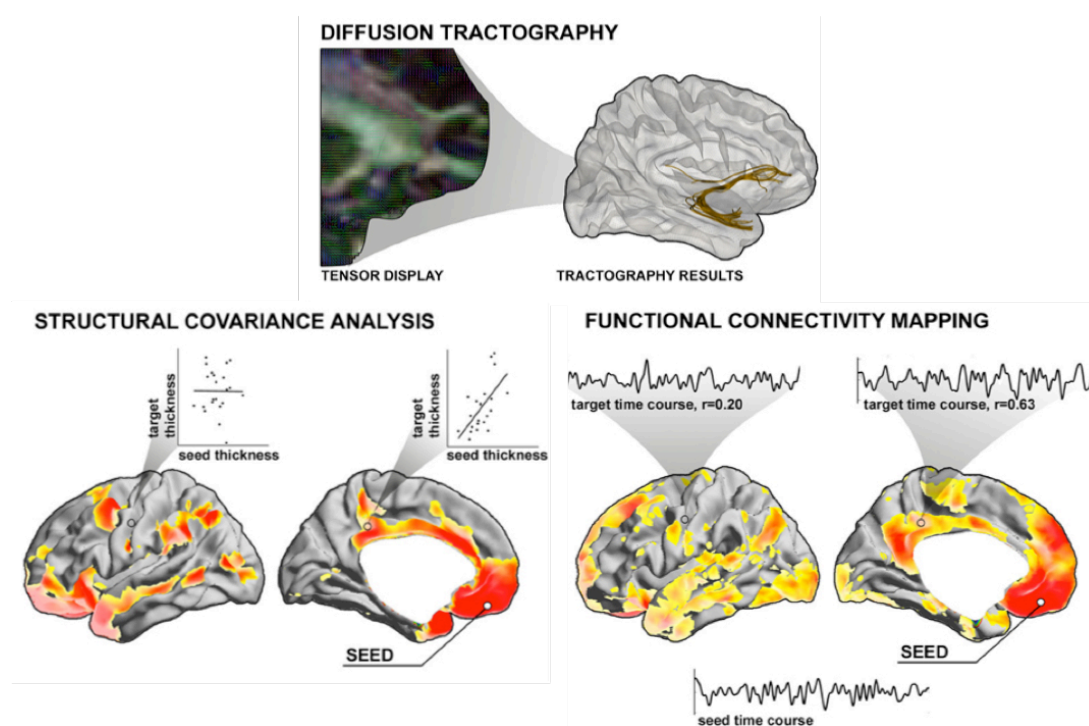 DIFFUSION TRACTOGRAPHY
TENSOR DISPLAY
TRACTOGRAPHY RESULTS
STRUCTURAL COVARIANCE ANALYSIS
target
thickness
seed thickness
target
thickness
seed thickness
SEED
FUNCTIONAL CONNECTIVITY MAPPING
target time course, r=0.20
target time course, r=0.63
SEED
seed time course